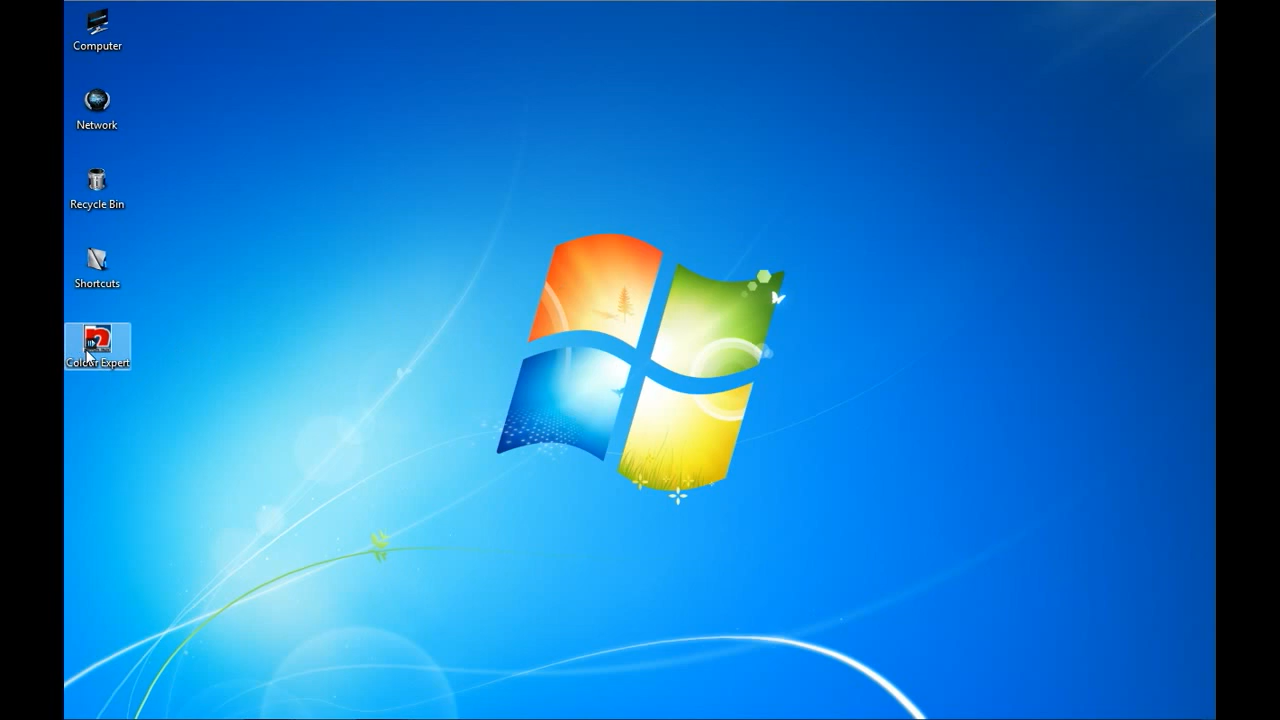 Computer
Network
Recycle Bin
Shortcuts
Colour Expert